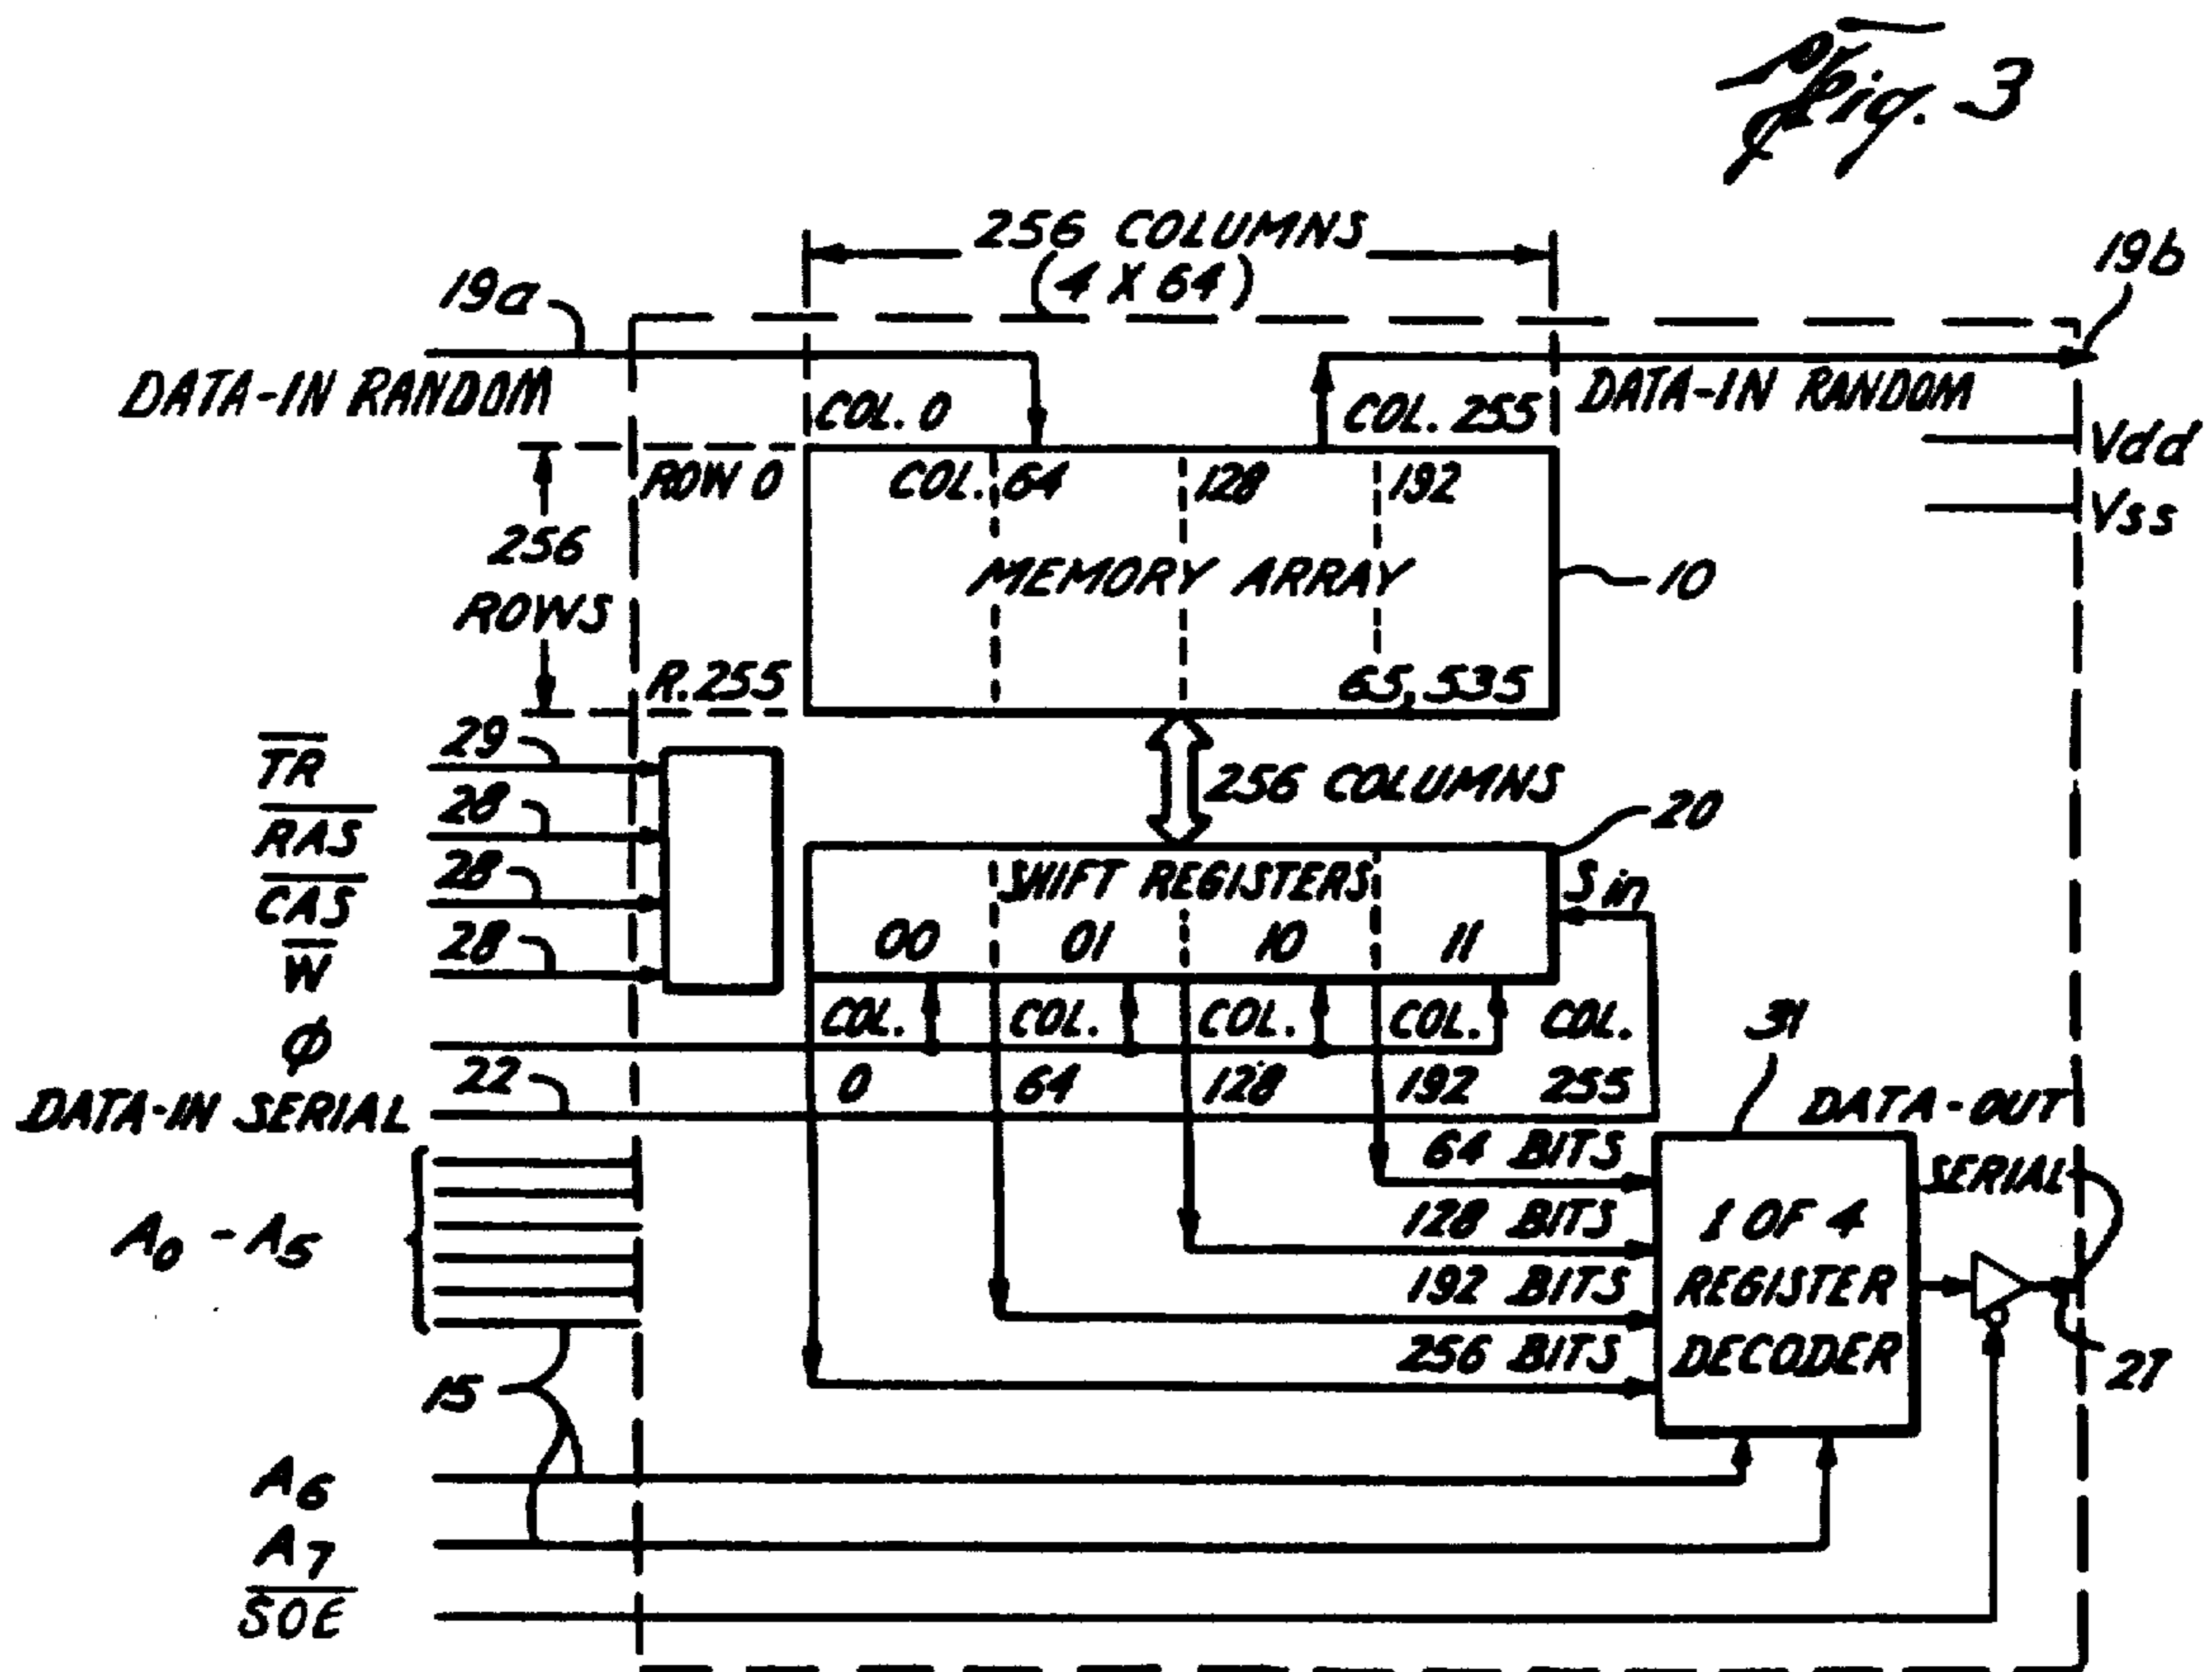 Fig. 3
256 COLUMNS
(4 X 64)
19a
19b
DATA-IN RANDOM
COL. 0
COL. 255
DATA-IN RANDOM
Vdd
Vss
ROW 0
COL. 64
128
192
256
ROWS
MEMORY ARRAY
10
R. 255
65,535
T̅R̅
29
256 COLUMNS
R̅A̅S̅
28
20
C̅A̅S̅
28
SHIFT REGISTERS
Sin
W̅
28
00
01
10
11
ϕ
COL.
COL.
COL.
COL.
COL.
31
22
0
64
128
192
255
DATA-IN SERIAL
DATA-OUT
SERIAL
64 BITS
128 BITS
192 BITS
256 BITS
1 OF 4
REGISTER
DECODER
A0 - A5
27
15
A6
A7
S̅O̅E̅